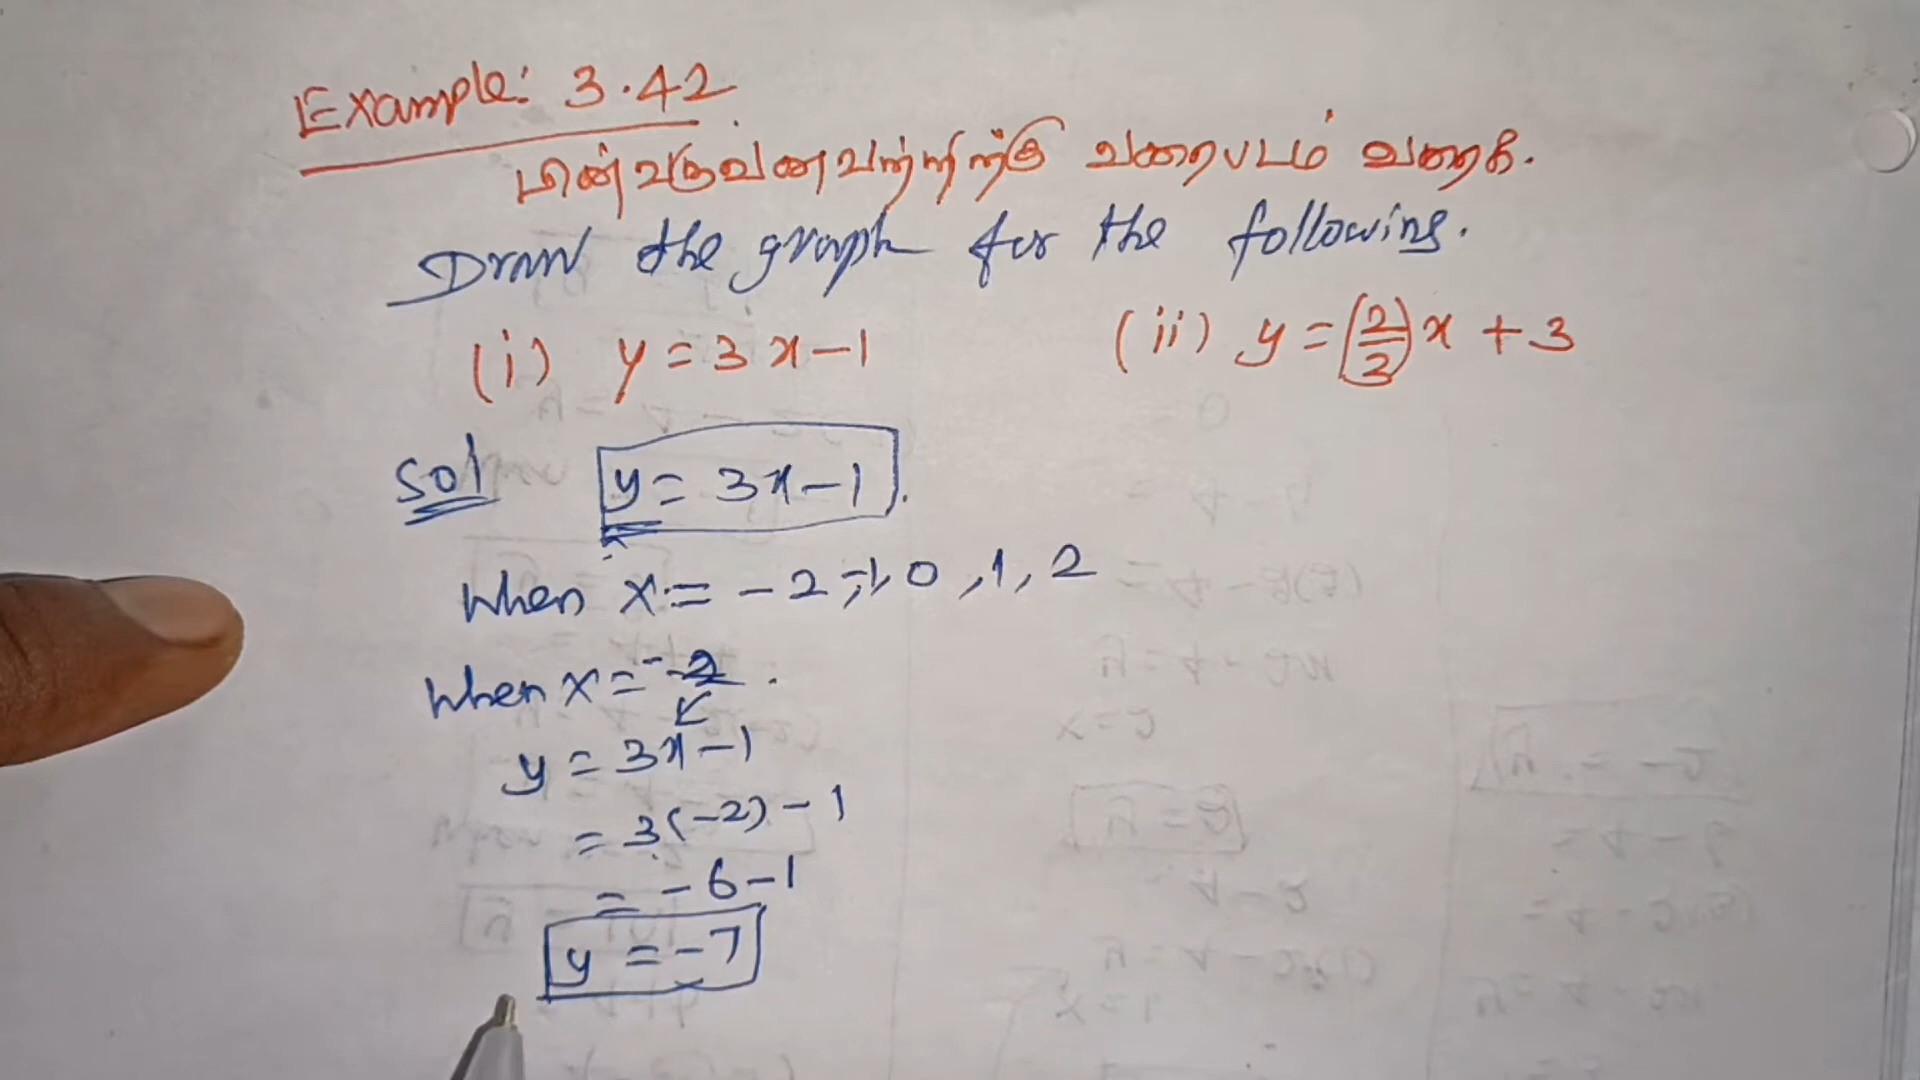 Example: 3.42
பின்வருவனவற்றிற்கு வரைபடம் வரைக.
Draw the graph for the following.
(i) y = 3x - 1 (ii) y = (2/3)x + 3
Sol y = 3x - 1.
When x = -2, -1, 0, 1, 2
When x = -2.
y = 3x - 1
= 3(-2) - 1
= -6 - 1
y = -7